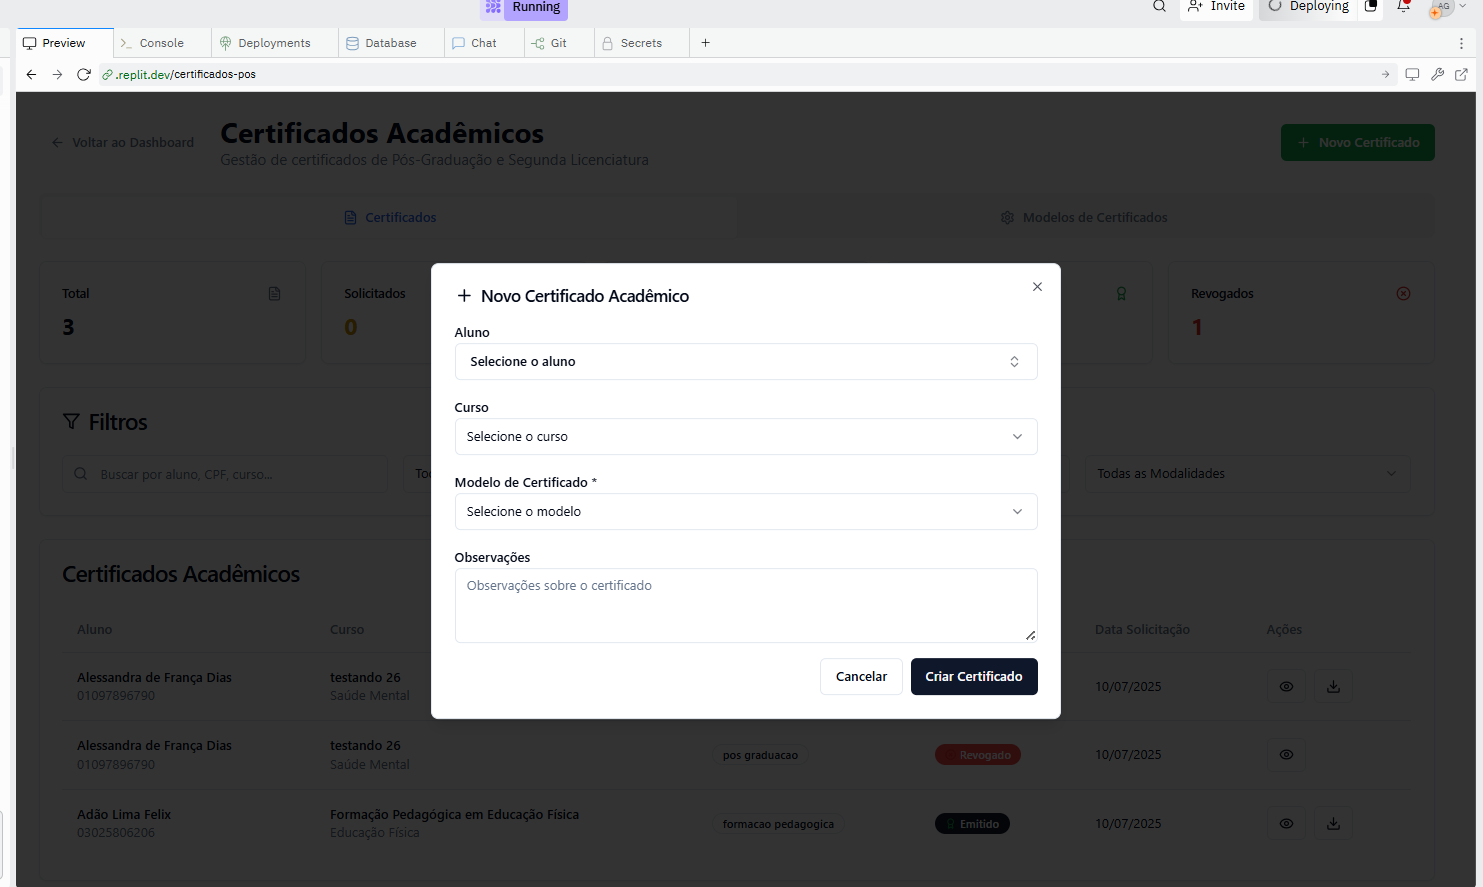 Running
Invite
Deploying
AG
Preview
Console
Deployments
Database
Chat
Git
Secrets
.replit.dev/certificados-pos
Voltar ao Dashboard
Certificados Acadêmicos
Gestão de certificados de Pós-Graduação e Segunda Licenciatura
Novo Certificado
Certificados
Modelos de Certificados
Total
3
Solicitados
0
Revogados
1
Filtros
Buscar por aluno, CPF, curso...
Todas as Modalidades
Novo Certificado Acadêmico
Aluno
Selecione o aluno
Curso
Selecione o curso
Modelo de Certificado *
Selecione o modelo
Observações
Observações sobre o certificado
Cancelar
Criar Certificado
Certificados Acadêmicos
Aluno
Curso
Data Solicitação
Ações
Alessandra de França Dias
01097896790
testando 26
Saúde Mental
10/07/2025
Alessandra de França Dias
01097896790
testando 26
Saúde Mental
pos graduacao
Revogado
10/07/2025
Adão Lima Felix
03025806206
Formação Pedagógica em Educação Física
Educação Física
formacao pedagogica
Emitido
10/07/2025